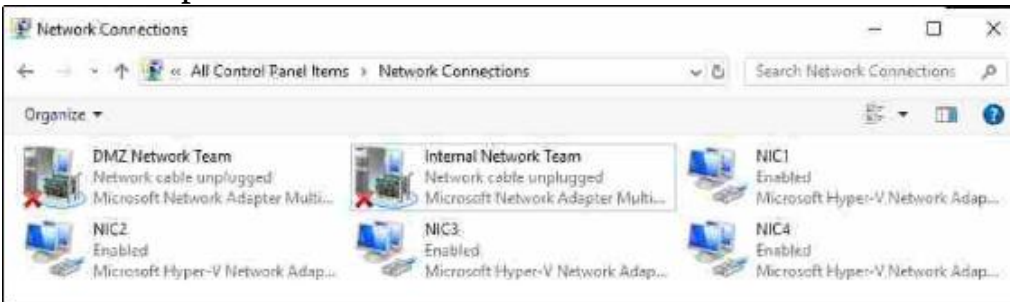 Network Connections
All Control Panel Items
Network Connections
Search Network Connections
Organize
DMZ Network Team
Network cable unplugged
Microsoft Network Adapter Multi...
Internal Network Team
Network cable unplugged
Microsoft Network Adapter Multi...
NIC1
Enabled
Microsoft Hyper-V Network Adap...
NIC2
Enabled
Microsoft Hyper-V Network Adap...
NIC3
Enabled
Microsoft Hyper-V Network Adap...
NIC4
Enabled
Microsoft Hyper-V Network Adap...